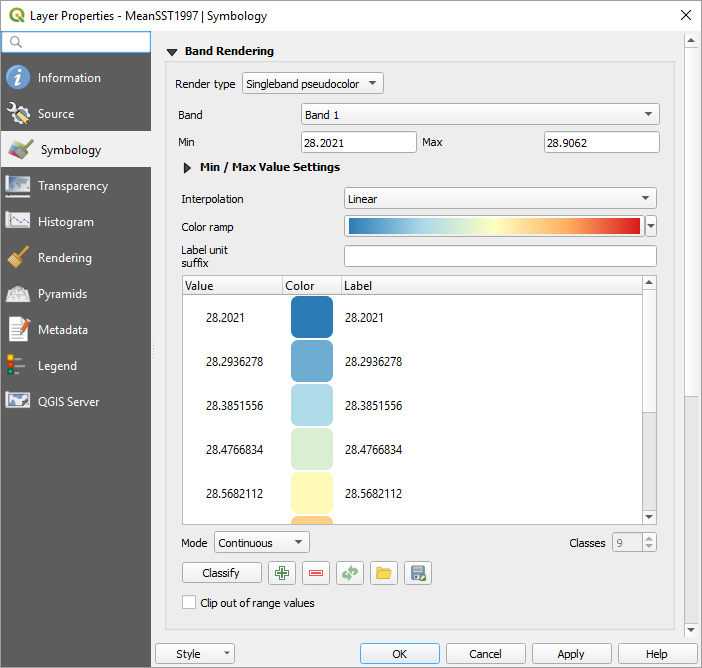 Layer Properties - MeanSST1997 | Symbology
Information
Source
Symbology
Transparency
Histogram
Rendering
Pyramids
Metadata
Legend
QGIS Server
Band Rendering
Render type Singleband pseudocolor
Band Band 1
Min 28.2021 Max 28.9062
Min / Max Value Settings
Interpolation Linear
Color ramp
Label unit
suffix
Value Color Label
28.2021 28.2021
28.2936278 28.2936278
28.3851556 28.3851556
28.4766834 28.4766834
28.5682112 28.5682112
Mode Continuous Classes 9
Classify
Clip out of range values
Style OK Cancel Apply Help